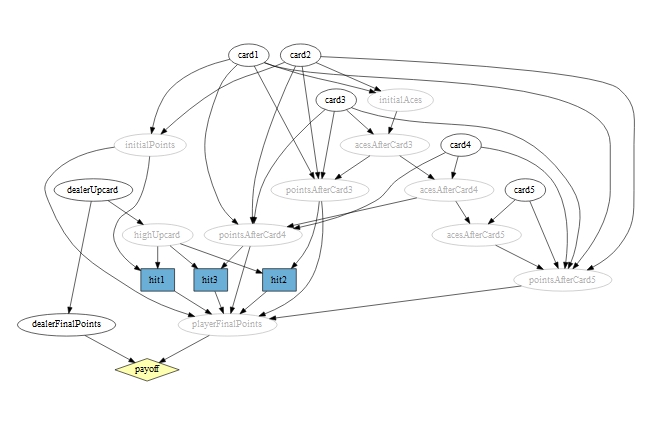 card1
card2
card3
initialAces
initialPoints
acesAfterCard3
card4
dealerUpcard
pointsAfterCard3
acesAfterCard4
card5
highUpcard
pointsAfterCard4
acesAfterCard5
hit1
hit3
hit2
pointsAfterCard5
dealerFinalPoints
playerFinalPoints
payoff